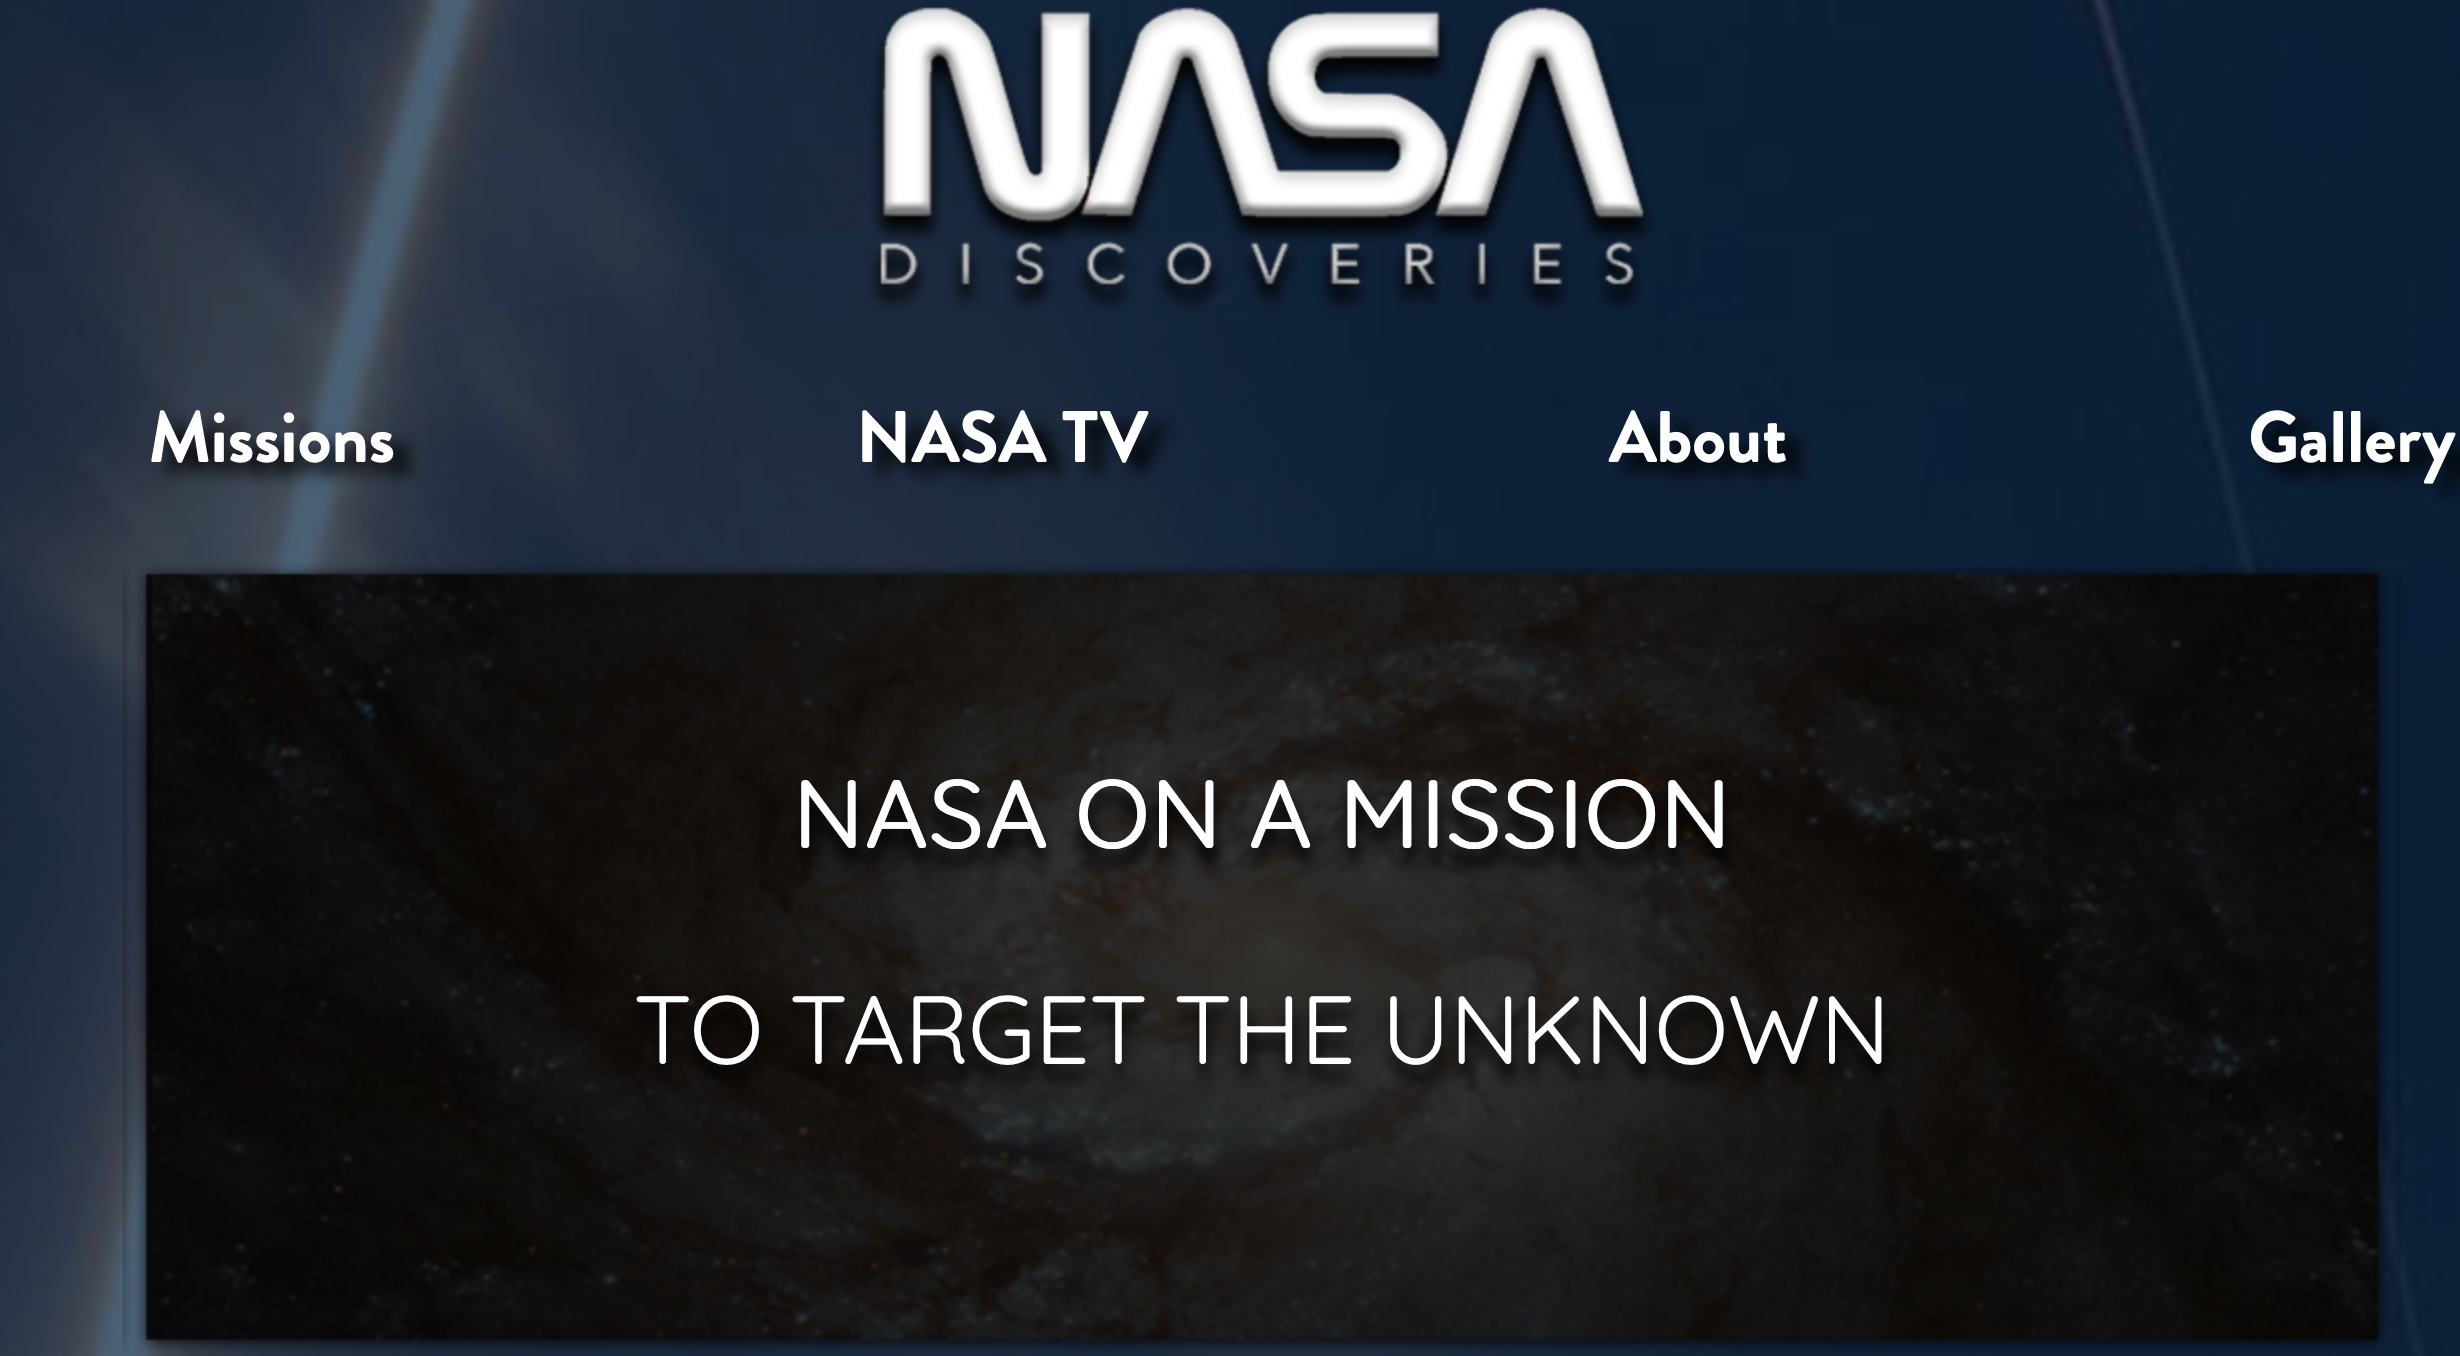 NASA
DISCOVERIES
Missions NASA TV About Gallery
NASA ON A MISSION
TO TARGET THE UNKNOWN